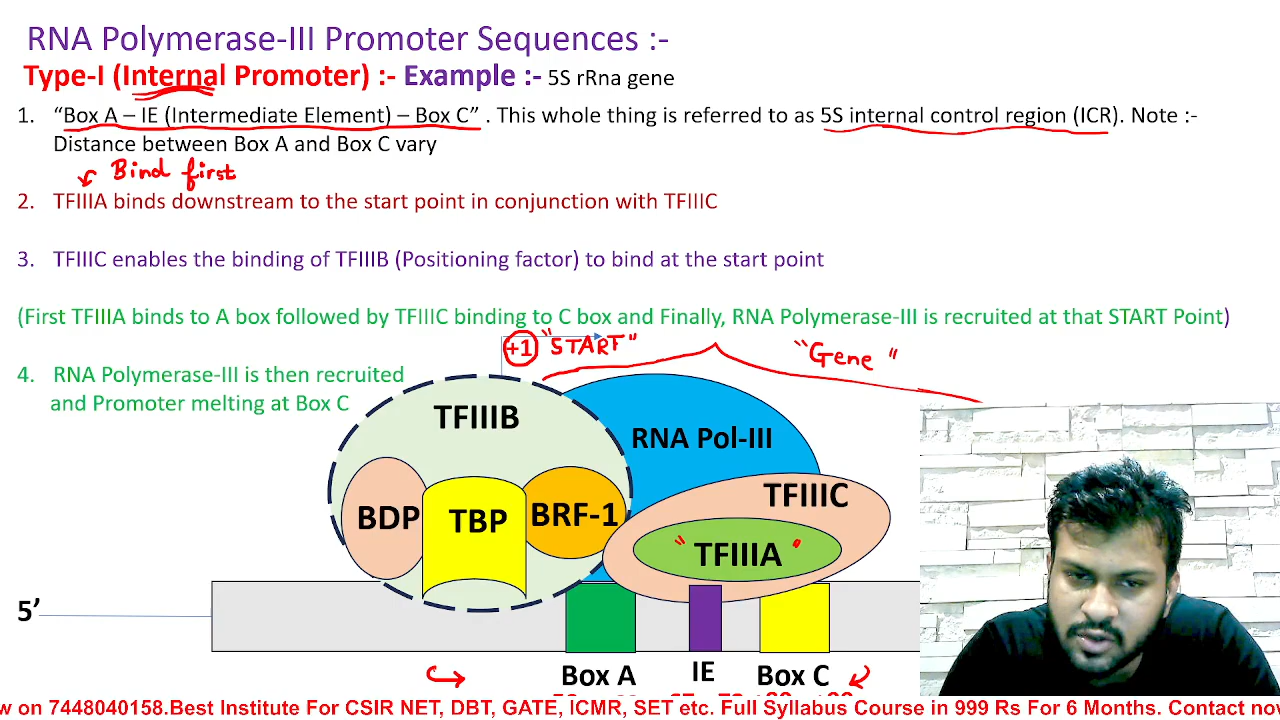 RNA Polymerase-III Promoter Sequences :-
Type-I (Internal Promoter) :- Example :- 5S rRna gene
1. “Box A – IE (Intermediate Element) – Box C” . This whole thing is referred to as 5S internal control region (ICR). Note :-
Distance between Box A and Box C vary
Bind first
2. TFIIIA binds downstream to the start point in conjunction with TFIIIC
3. TFIIIC enables the binding of TFIIIB (Positioning factor) to bind at the start point
(First TFIIIA binds to A box followed by TFIIIC binding to C box and Finally, RNA Polymerase-III is recruited at that START Point)
+1 "START"
"Gene"
4. RNA Polymerase-III is then recruited
and Promoter melting at Box C
TFIIIB
RNA Pol-III
TFIIIC
BDP TBP BRF-1
"TFIIIA"
5’
Box A IE Box C
w on 7448040158.Best Institute For CSIR NET, DBT, GATE, ICMR, SET etc. Full Syllabus Course in 999 Rs For 6 Months. Contact now